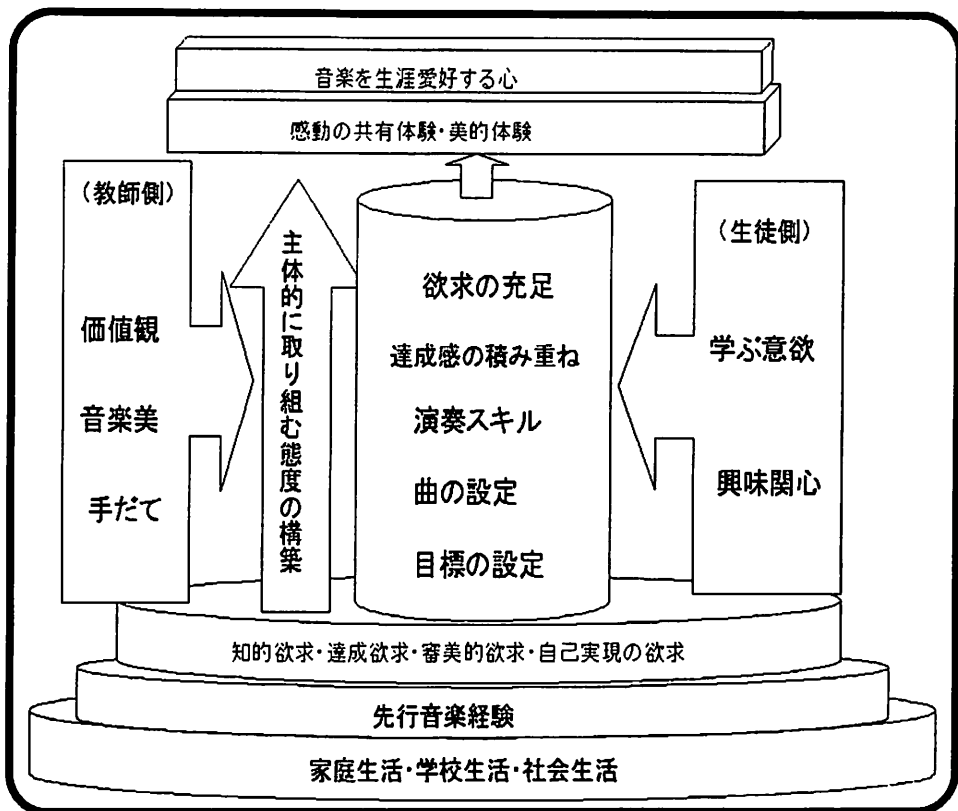 音楽を生涯愛好する心
感動の共有体験・美的体験
(教師側)
価値観
音楽美
手だて
主体的に取り組む態度の構築
欲求の充足
達成感の積み重ね
演奏スキル
曲の設定
目標の設定
(生徒側)
学ぶ意欲
興味関心
知的欲求・達成欲求・審美的欲求・自己実現の欲求
先行音楽経験
家庭生活・学校生活・社会生活